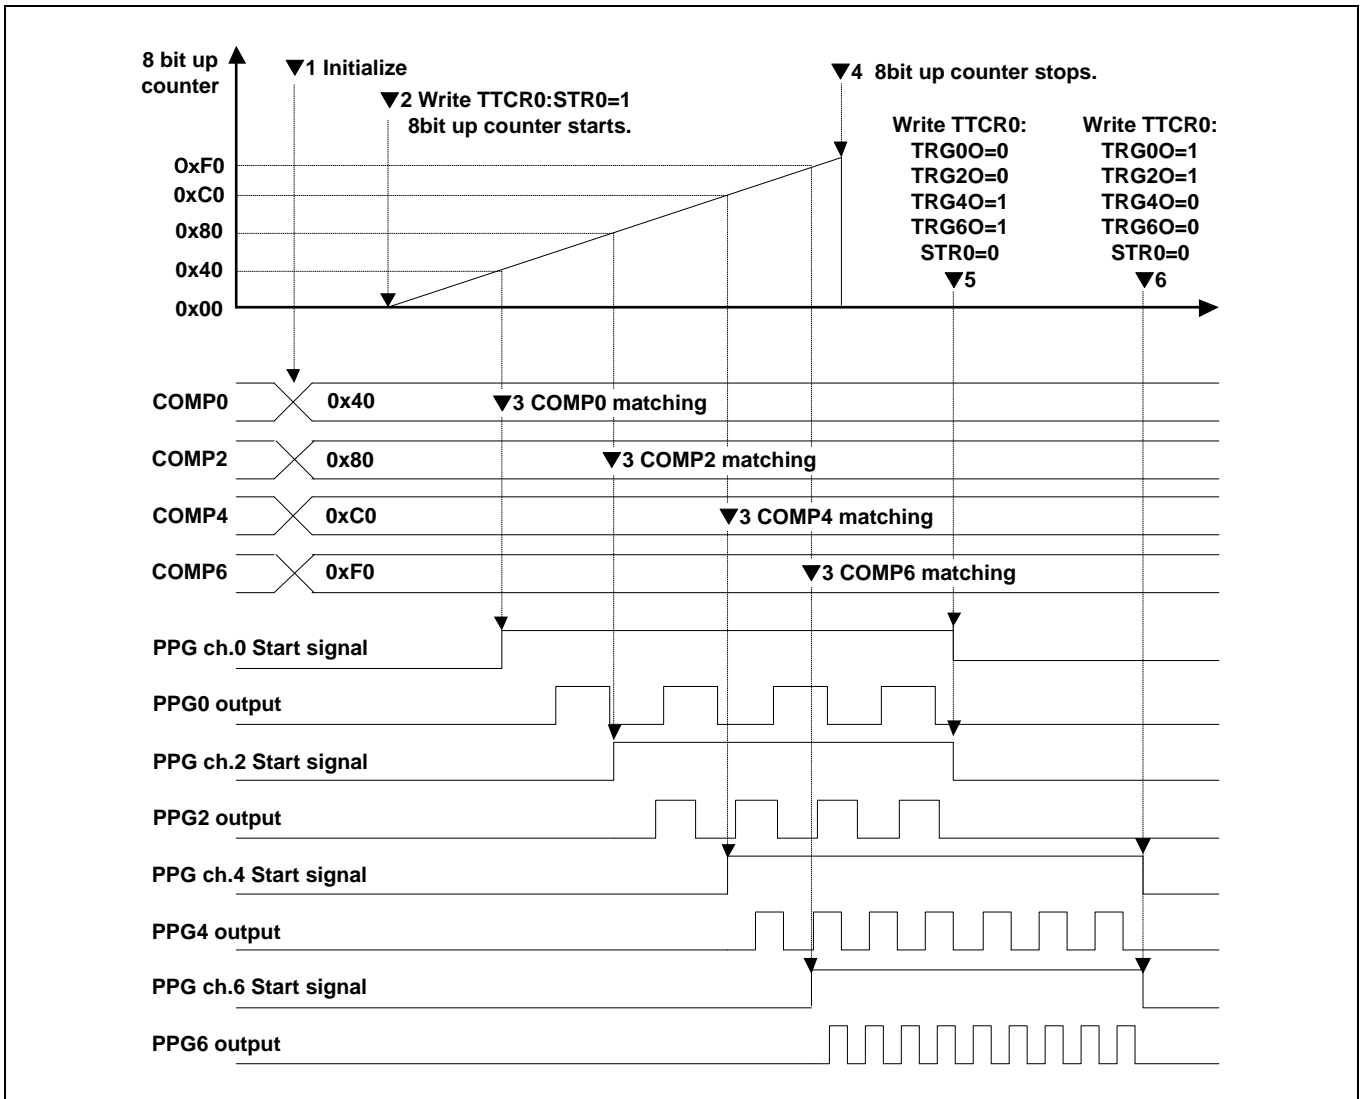 8 bit up
counter
▼1 Initialize
▼2 Write TTCR0:STR0=1
8bit up counter starts.
▼4 8bit up counter stops.
Write TTCR0:
TRG0O=0
TRG2O=0
TRG4O=1
TRG6O=1
STR0=0
▼5
Write TTCR0:
TRG0O=1
TRG2O=1
TRG4O=0
TRG6O=0
STR0=0
▼6
0xF0
0xC0
0x80
0x40
0x00
COMP0 0x40 ▼3 COMP0 matching
COMP2 0x80 ▼3 COMP2 matching
COMP4 0xC0 ▼3 COMP4 matching
COMP6 0xF0 ▼3 COMP6 matching
PPG ch.0 Start signal
PPG0 output
PPG ch.2 Start signal
PPG2 output
PPG ch.4 Start signal
PPG4 output
PPG ch.6 Start signal
PPG6 output